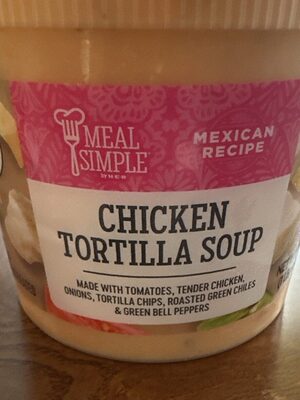 MEAL
SIMPLE
BY H-E-B
MEXICAN
RECIPE
CHICKEN
TORTILLA SOUP
MADE WITH TOMATOES, TENDER CHICKEN,
ONIONS, TORTILLA CHIPS, ROASTED GREEN CHILES
& GREEN BELL PEPPERS